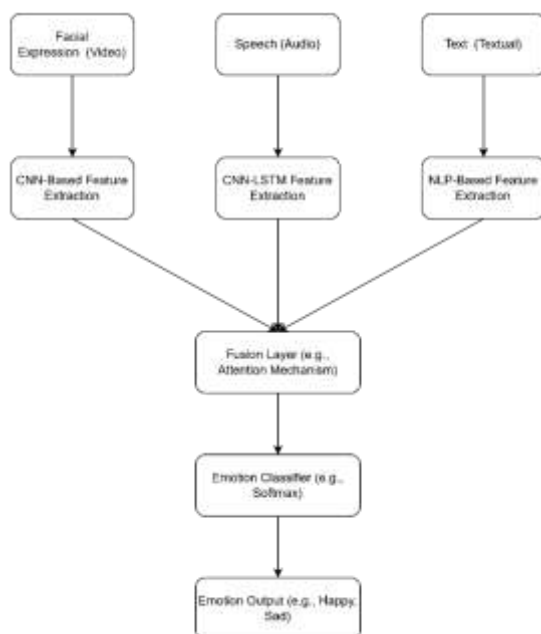 Facial
Expression (Video)
Speech (Audio)
Text (Textual)
CNN-Based Feature
Extraction
CNN-LSTM Feature
Extraction
NLP-Based Feature
Extraction
Fusion Layer (e.g.,
Attention Mechanism)
Emotion Classifier (e.g.,
Softmax)
Emotion Output (e.g., Happy,
Sad)